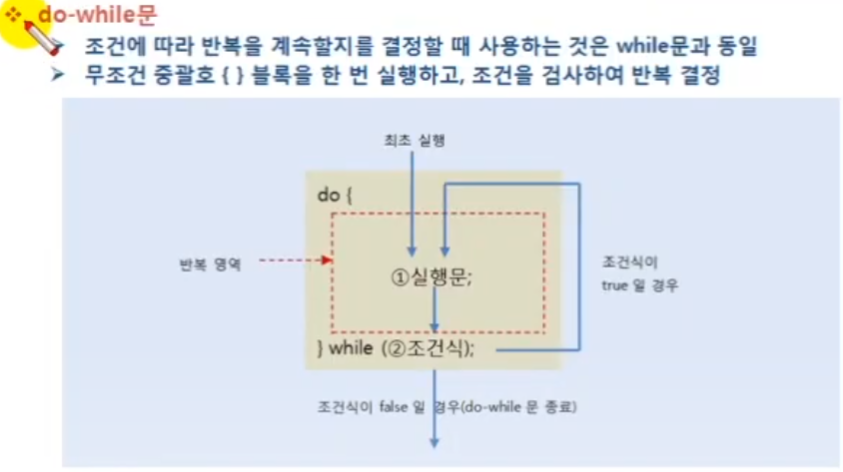 do-while문
조건에 따라 반복을 계속할지를 결정할 때 사용하는 것은 while문과 동일
무조건 중괄호 { } 블록을 한 번 실행하고, 조건을 검사하여 반복 결정
최초 실행
do {
반복 영역
①실행문;
조건식이
true 일 경우
} while (②조건식);
조건식이 false 일 경우(do-while 문 종료)